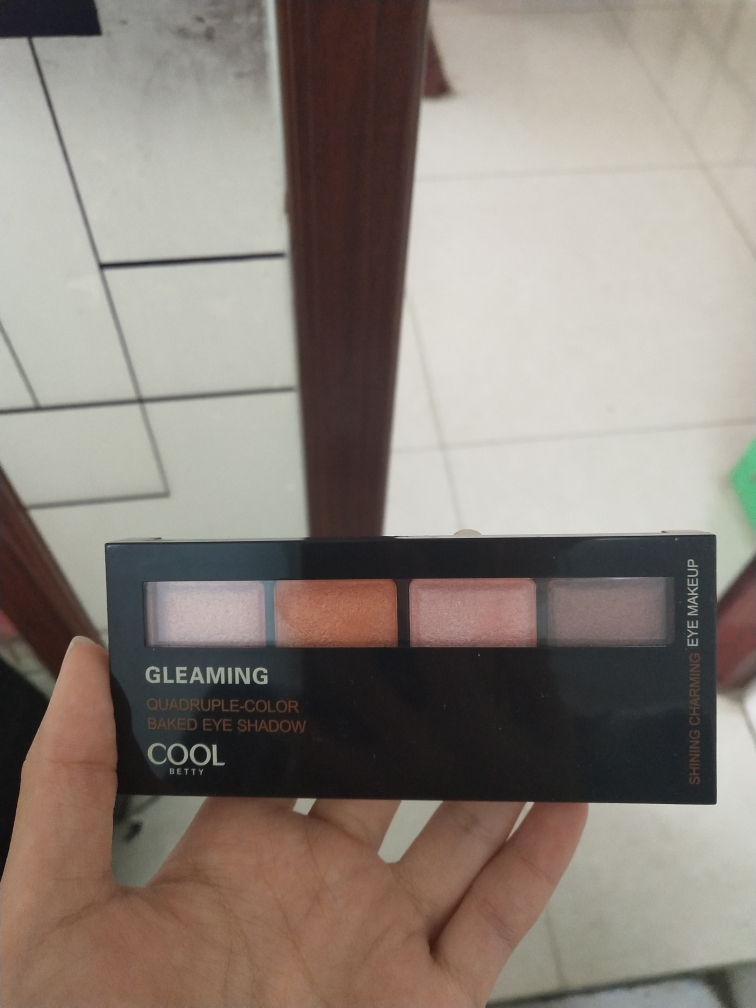 GLEAMING
QUADRUPLE-COLOR
BAKED EYE SHADOW
COOL
BETTY
SHINING CHARMING EYE MAKEUP